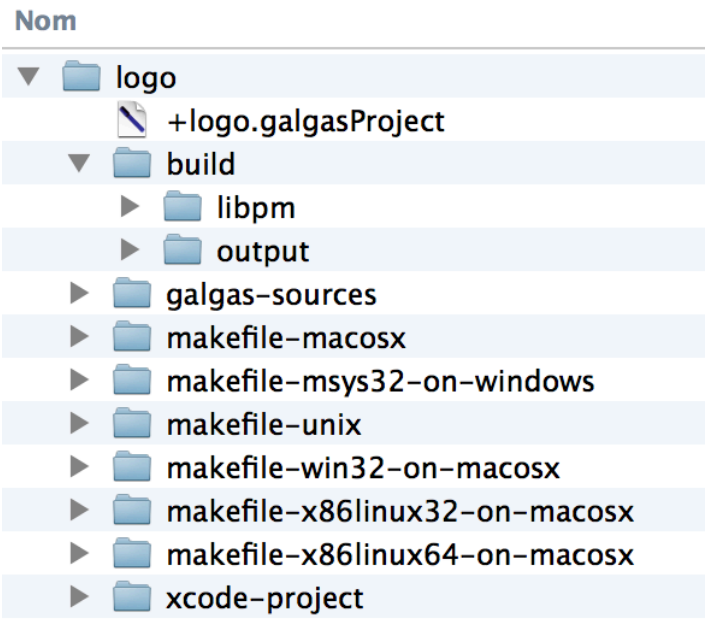 Nom
logo
+logo.galgasProject
build
libpm
output
galgas-sources
makefile-macosx
makefile-msys32-on-windows
makefile-unix
makefile-win32-on-macosx
makefile-x86linux32-on-macosx
makefile-x86linux64-on-macosx
xcode-project